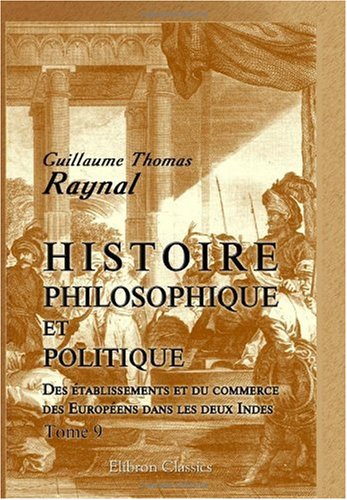 Guillaume Thomas
Raynal
HISTOIRE
PHILOSOPHIQUE
ET
POLITIQUE
DES ÉTABLISSEMENTS ET DU COMMERCE
DES EUROPÉENS DANS LES DEUX INDES
Tome 9
Elibron Classics